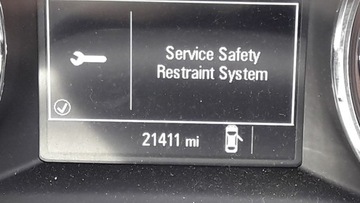 Service Safety
Restraint System
21411 mi